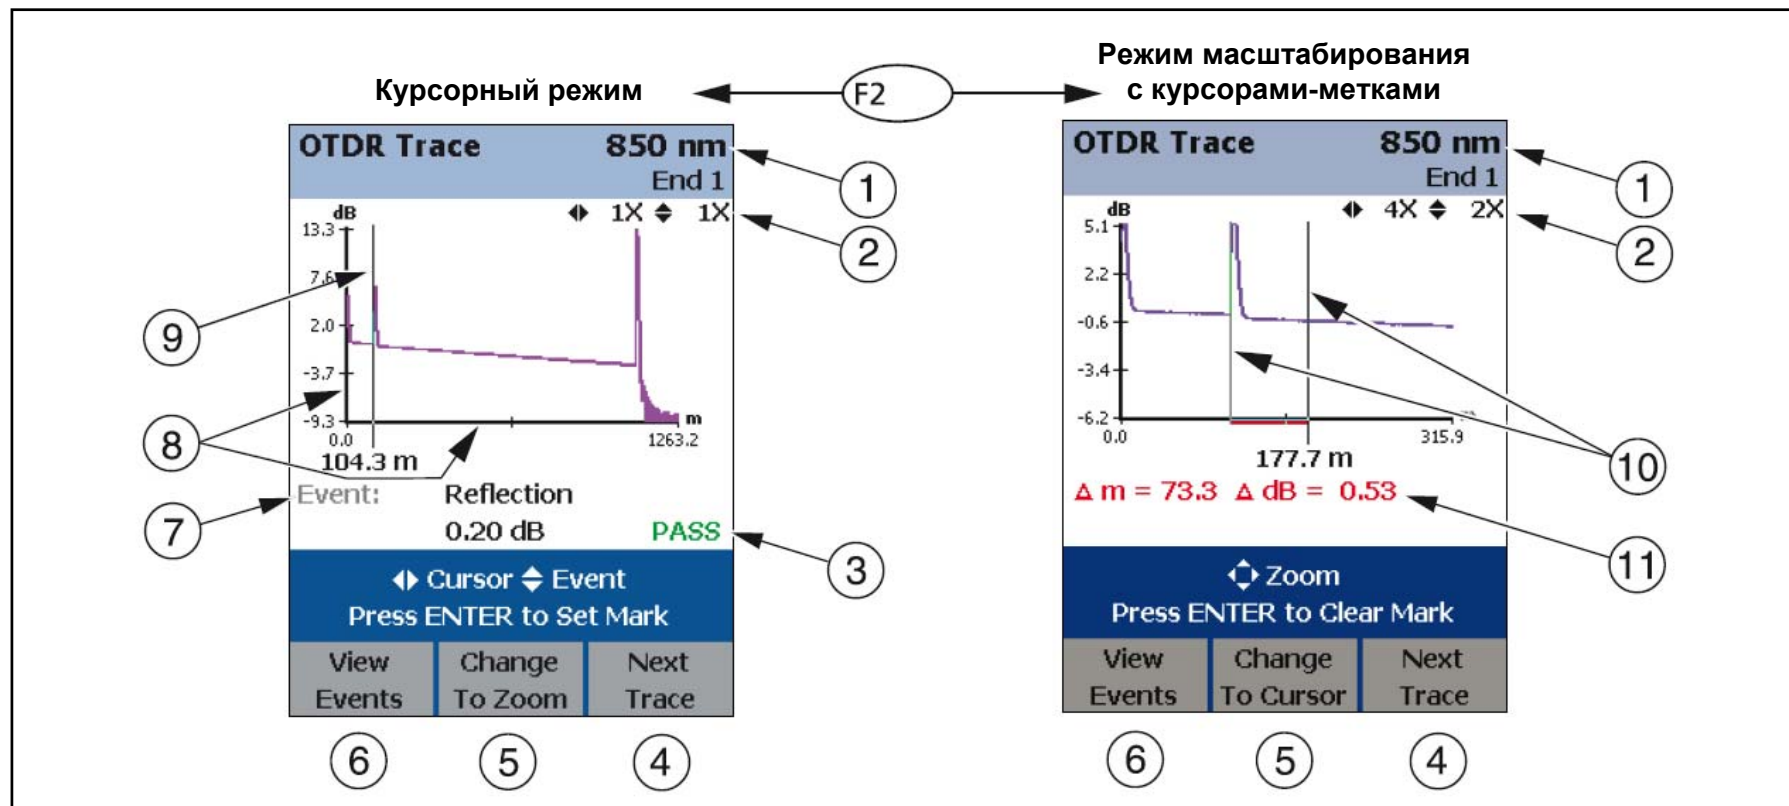 Курсорный режим
F2
Режим масштабирования
с курсорами-метками
OTDR Trace 850 nm
End 1
dB 1X 1X
13.3
7.6
2.0
-3.7
-9.3
m
0.0 1263.2
104.3 m
Event: Reflection
0.20 dB PASS
Cursor Event
Press ENTER to Set Mark
View Change Next
Events To Zoom Trace
1
2
9
8
7
3
6 5 4
OTDR Trace 850 nm
End 1
dB 4X 2X
5.1
2.2
-0.6
-3.4
-6.2
0.0 315.9
177.7 m
Δ m = 73.3 Δ dB = 0.53
Zoom
Press ENTER to Clear Mark
View Change Next
Events To Cursor Trace
1
2
10
11
6 5 4